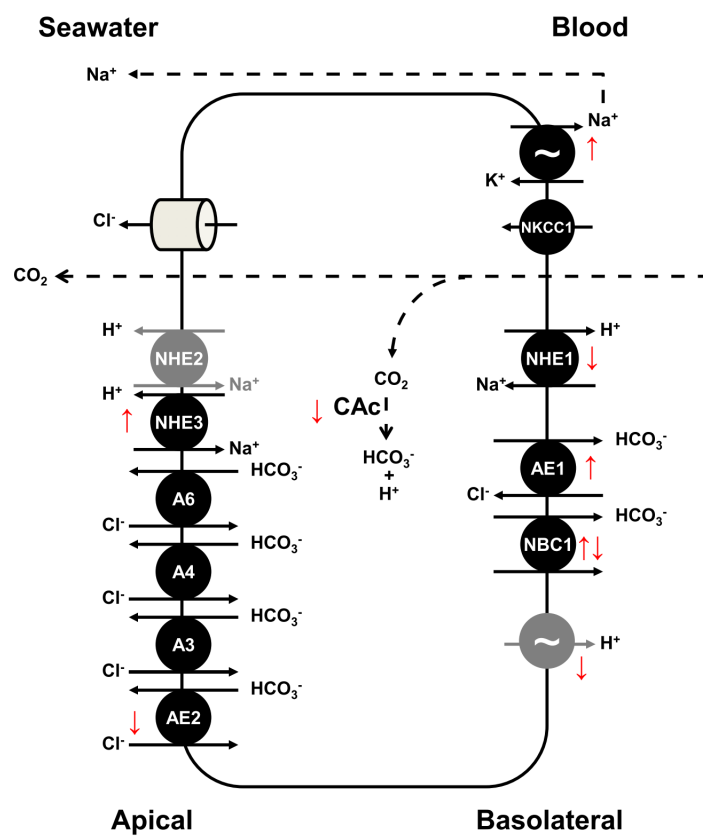 Seawater
Blood
Na⁺
Na⁺
~
K⁺
Cl⁻
NKCC1
CO₂
H⁺
H⁺
NHE2
NHE1
Na⁺
H⁺
CO₂
Na⁺
NHE3
CAc
Na⁺
HCO₃⁻
HCO₃⁻
HCO₃⁻
+
H⁺
A6
AE1
Cl⁻
Cl⁻
HCO₃⁻
HCO₃⁻
NBC1
A4
Cl⁻
HCO₃⁻
A3
~
H⁺
Cl⁻
HCO₃⁻
AE2
Cl⁻
Apical
Basolateral